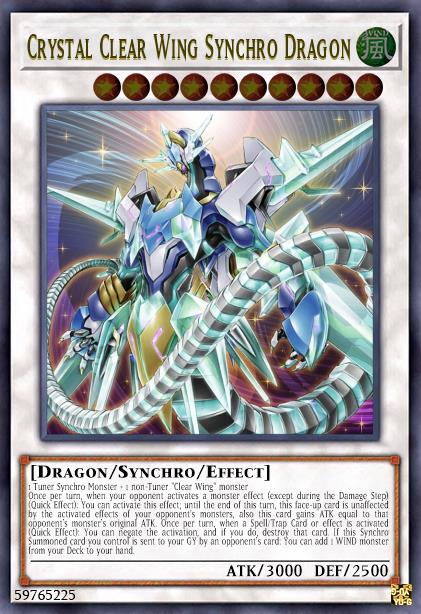 CRYSTAL CLEAR WING SYNCHRO DRAGON
WIND
風
[DRAGON/SYNCHRO/EFFECT]
1 Tuner Synchro Monster + 1 non-Tuner "Clear Wing" monster
Once per turn, when your opponent activates a monster effect (except during the Damage Step)
(Quick Effect): You can activate this effect; until the end of this turn, this face-up card is unaffected
by the activated effects of your opponent's monsters, also this card gains ATK equal to that
opponent's monster's original ATK. Once per turn, when a Spell/Trap Card or effect is activated
(Quick Effect): You can negate the activation, and if you do, destroy that card. If this Synchro
Summoned card you control is sent to your GY by an opponent's card: You can add 1 WIND monster
from your Deck to your hand.
ATK/3000 DEF/2500
59765225